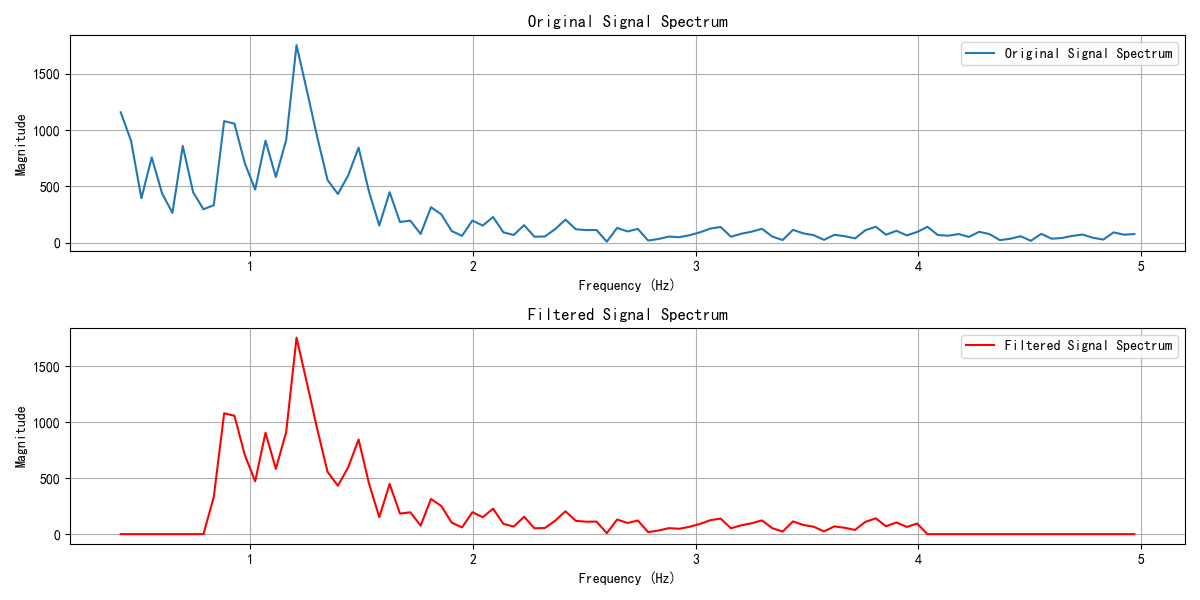 Original Signal Spectrum
Original Signal Spectrum
Magnitude
1500
1000
500
0
1 2 3 4 5
Frequency (Hz)
Filtered Signal Spectrum
Filtered Signal Spectrum
Magnitude
1500
1000
500
0
1 2 3 4 5
Frequency (Hz)